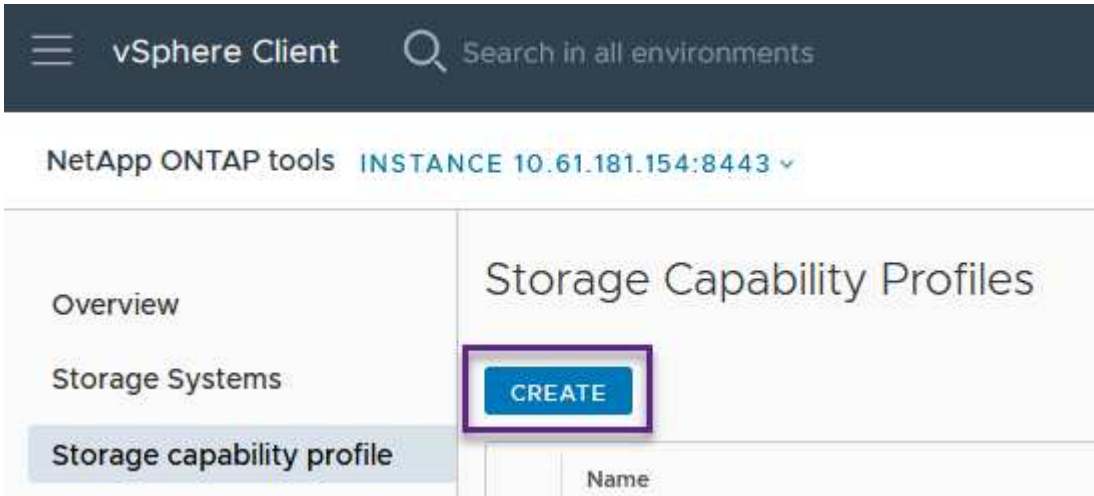 vSphere Client
Search in all environments
NetApp ONTAP tools INSTANCE 10.61.181.154:8443
Overview
Storage Systems
Storage capability profile
Storage Capability Profiles
CREATE
Name